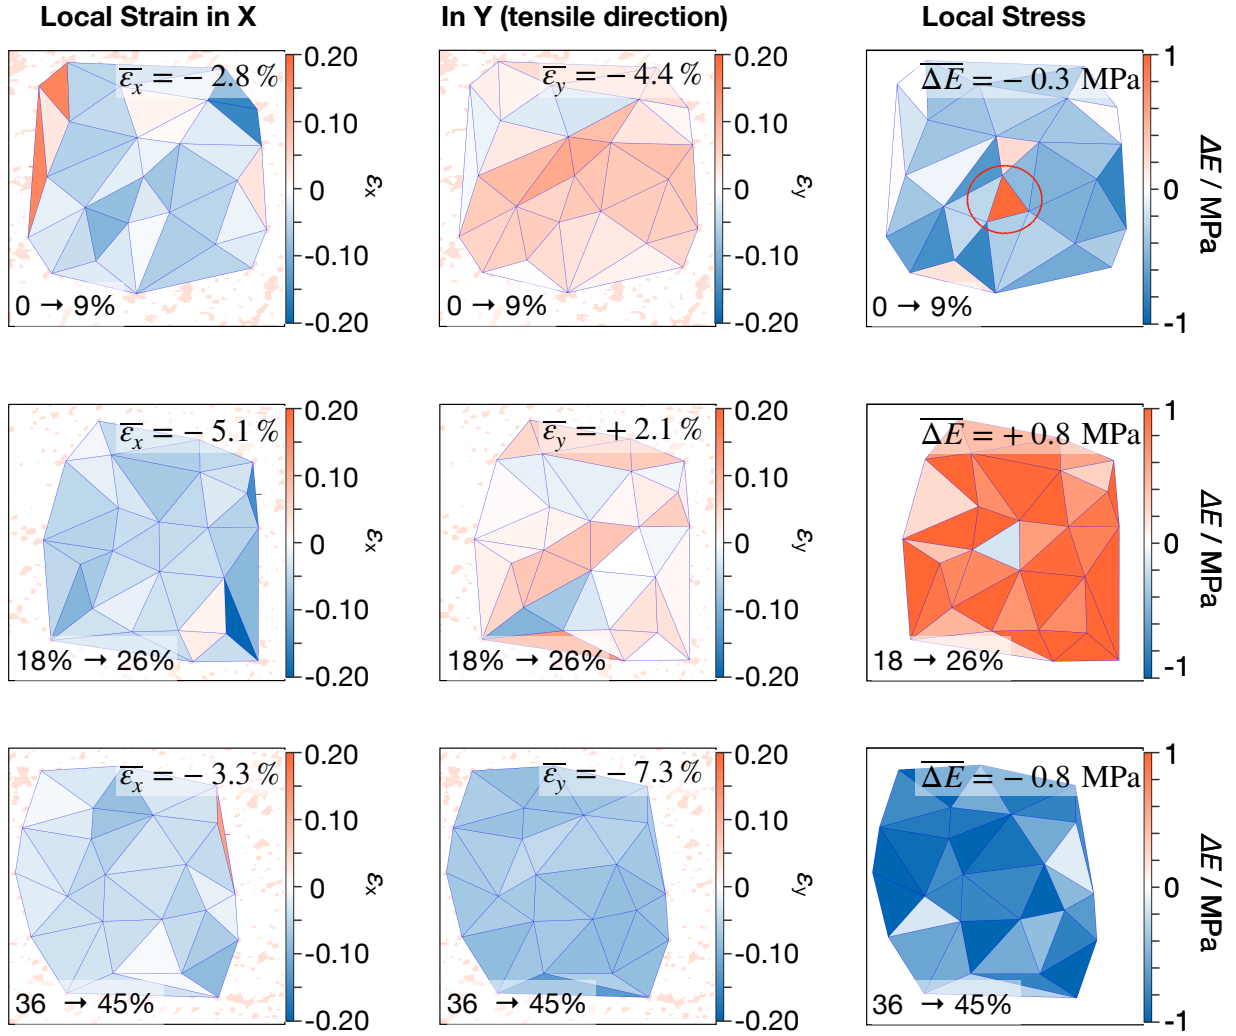 Local Strain in X
In Y (tensile direction)
Local Stress
εx = − 2.8 %
0 → 9%
0.20
0.10
0
-0.10
-0.20
εx
εy = − 4.4 %
0 → 9%
0.20
0.10
0
-0.10
-0.20
εy
ΔE = − 0.3 MPa
0 → 9%
1
0
-1
ΔE / MPa
εx = − 5.1 %
18% → 26%
0.20
0.10
0
-0.10
-0.20
εx
εy = + 2.1 %
18% → 26%
0.20
0.10
0
-0.10
-0.20
εy
ΔE = + 0.8 MPa
18 → 26%
1
0
-1
ΔE / MPa
εx = − 3.3 %
36 → 45%
0.20
0.10
0
-0.10
-0.20
εx
εy = − 7.3 %
36 → 45%
0.20
0.10
0
-0.10
-0.20
εy
ΔE = − 0.8 MPa
36 → 45%
1
0
-1
ΔE / MPa